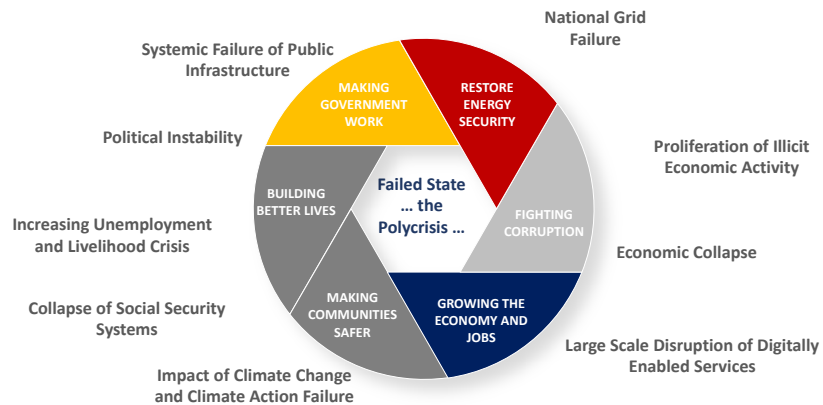 National Grid
Failure
Systemic Failure of Public
Infrastructure
MAKING
GOVERNMENT
WORK
RESTORE
ENERGY
SECURITY
Political Instability
Proliferation of Illicit
Economic Activity
Failed State
... the
Polycrisis ...
BUILDING
BETTER LIVES
FIGHTING
CORRUPTION
Increasing Unemployment
and Livelihood Crisis
Economic Collapse
Collapse of Social Security
Systems
MAKING
COMMUNITIES
SAFER
GROWING THE
ECONOMY AND
JOBS
Large Scale Disruption of Digitally
Enabled Services
Impact of Climate Change
and Climate Action Failure